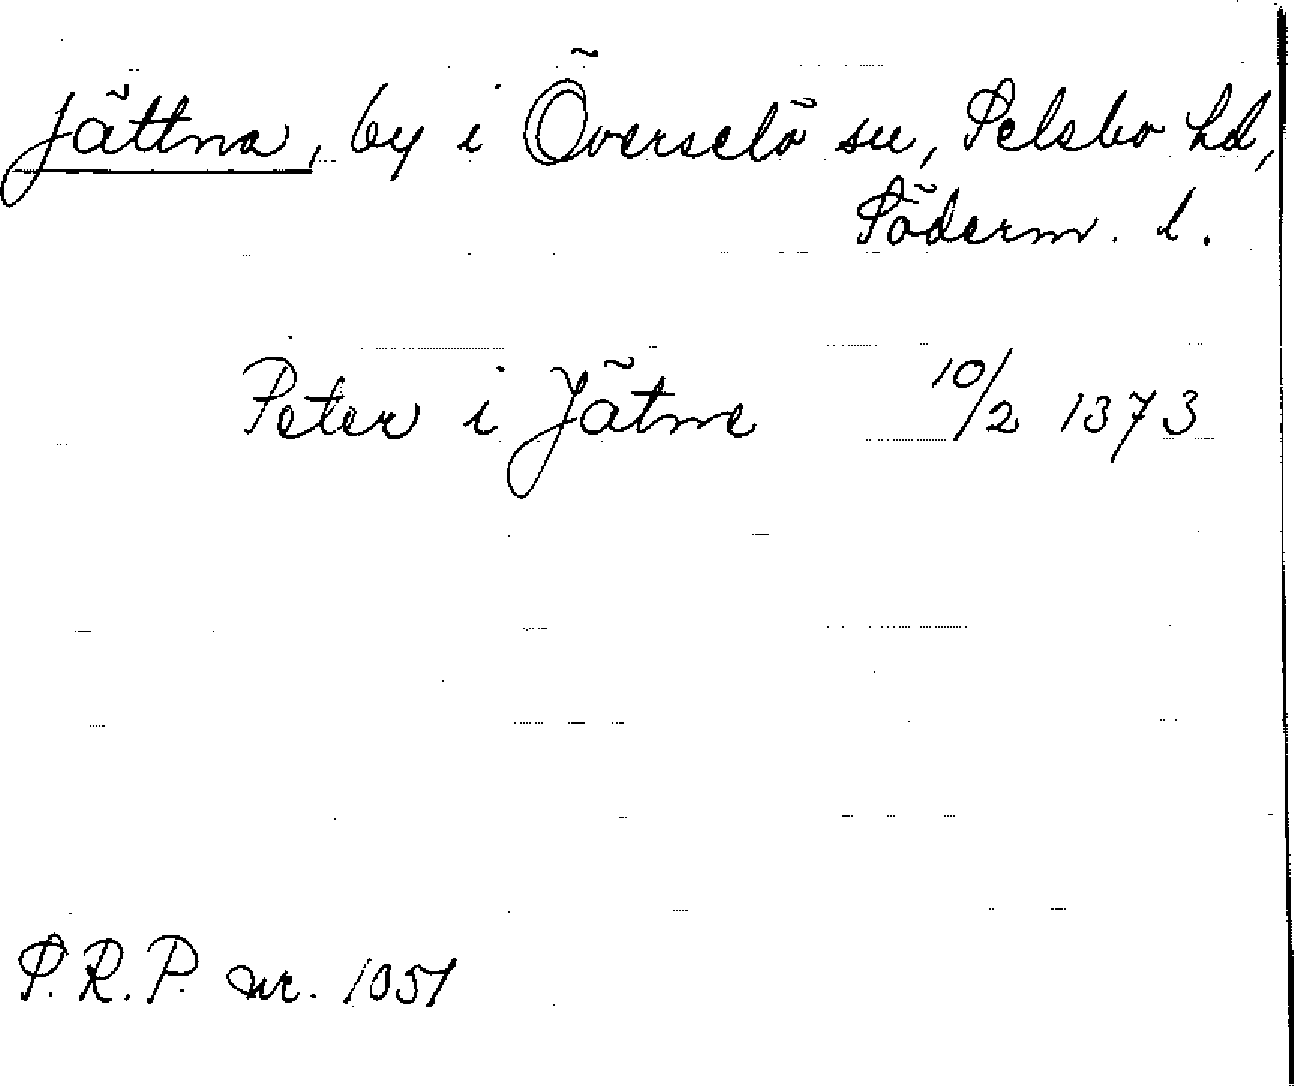 Jättna, by i Överselö sn, Selebo hd,
Söderm. l.
Peter i Jätne 10/2 1373
S.R.P. nr. 1051